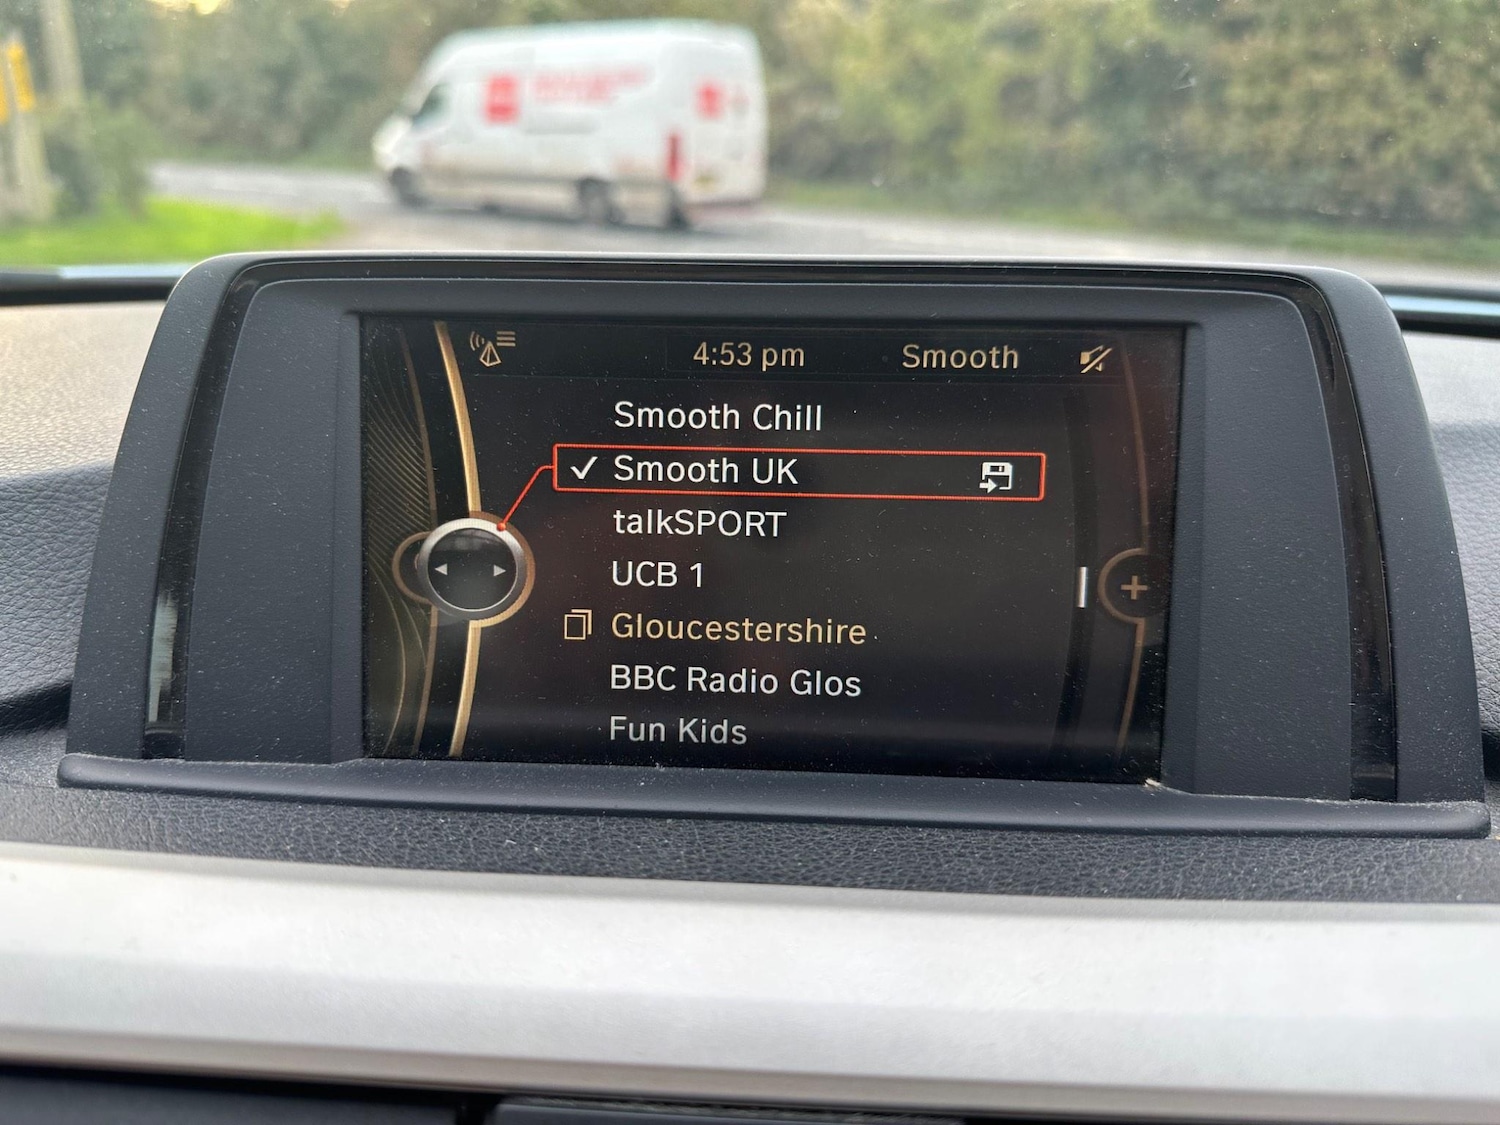 4:53 pm Smooth
Smooth Chill
Smooth UK
talkSPORT
UCB 1
Gloucestershire
BBC Radio Glos
Fun Kids